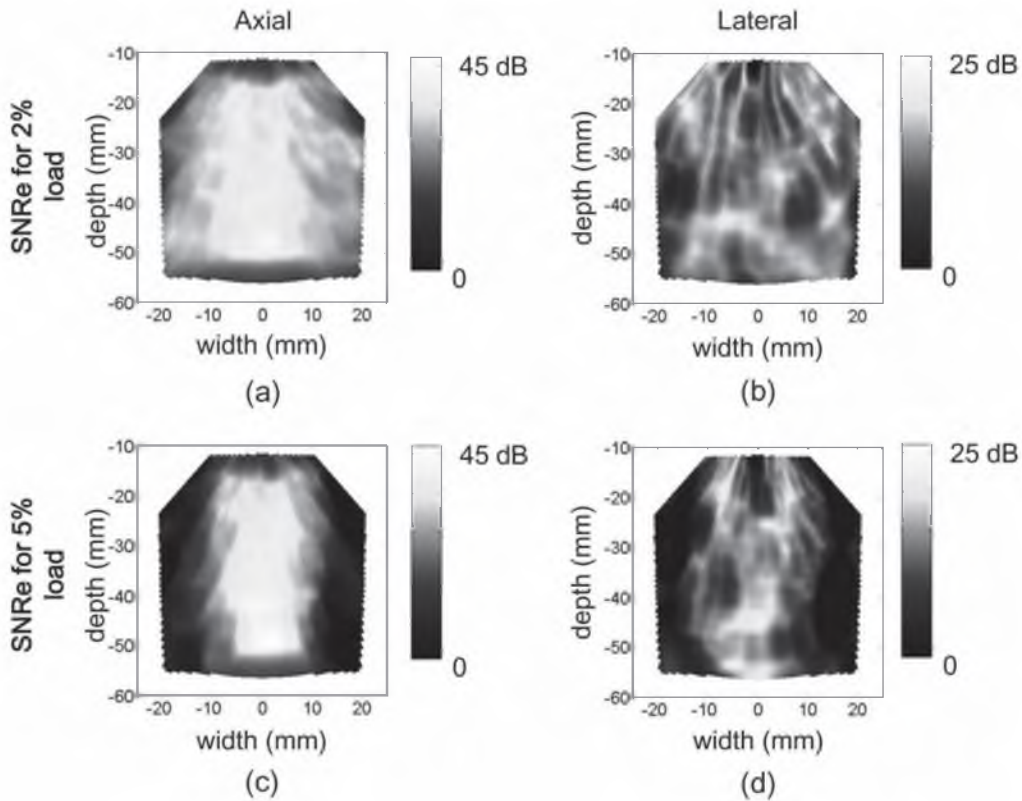 Axial
Lateral
SNRe for 2%
load
-10
-20
-30
-40
-50
-60
depth (mm)
-20 -10 0 10 20
width (mm)
45 dB
0
(a)
-10
-20
-30
-40
-50
-60
depth (mm)
-20 -10 0 10 20
width (mm)
25 dB
0
(b)
SNRe for 5%
load
-10
-20
-30
-40
-50
-60
depth (mm)
-20 -10 0 10 20
width (mm)
45 dB
0
(c)
-10
-20
-30
-40
-50
-60
depth (mm)
-20 -10 0 10 20
width (mm)
25 dB
0
(d)